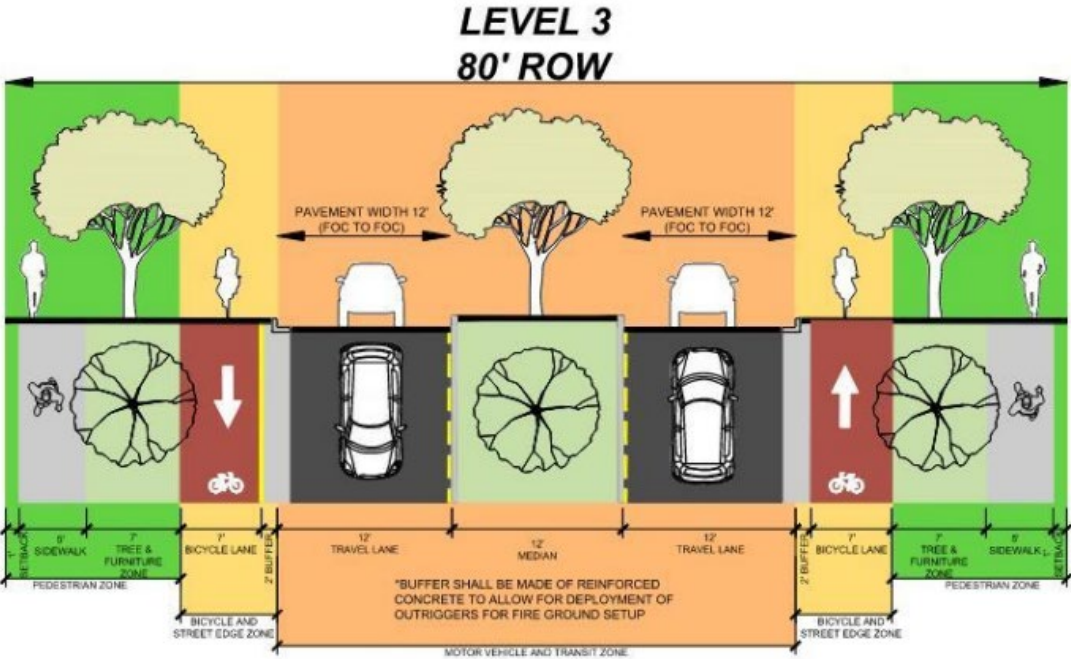 LEVEL 3
80' ROW
PAVEMENT WIDTH 12'
(FOC TO FOC)
PAVEMENT WIDTH 12'
(FOC TO FOC)
1'
SETBACK
5'
SIDEWALK
7'
TREE &
FURNITURE
ZONE
7'
BICYCLE LANE
2' BUFFER
12'
TRAVEL LANE
12'
MEDIAN
12'
TRAVEL LANE
2' BUFFER
7'
BICYCLE LANE
7'
TREE &
FURNITURE
ZONE
5'
SIDEWALK
1'
SETBACK
PEDESTRIAN ZONE
*BUFFER SHALL BE MADE OF REINFORCED
CONCRETE TO ALLOW FOR DEPLOYMENT OF
OUTRIGGERS FOR FIRE GROUND SETUP
PEDESTRIAN ZONE
BICYCLE AND
STREET EDGE ZONE
BICYCLE AND
STREET EDGE ZONE
MOTOR VEHICLE AND TRANSIT ZONE